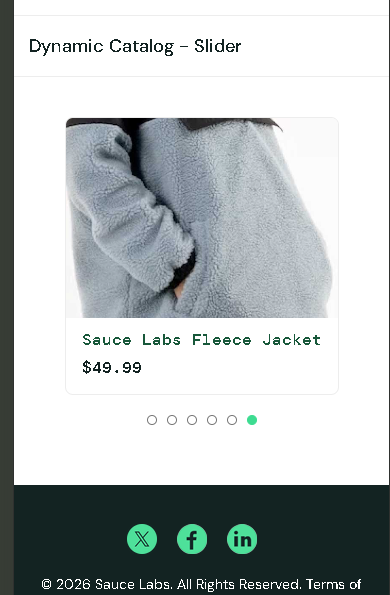 Dynamic Catalog – Slider
Sauce Labs Fleece Jacket
$49.99
© 2026 Sauce Labs. All Rights Reserved. Terms of